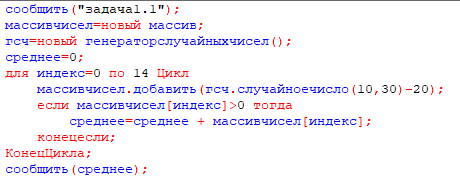 сообщить("задача1.1");
массивчисел=новый массив;
гсч=новый генераторслучайныхчисел();
среднее=0;
для индекс=0 по 14 Цикл
массивчисел.добавить(гсч.случайноечисло(10,30)-20);
если массивчисел[индекс]>0 тогда
среднее=среднее + массивчисел[индекс];
конецесли;
КонецЦикла;
сообщить(среднее);